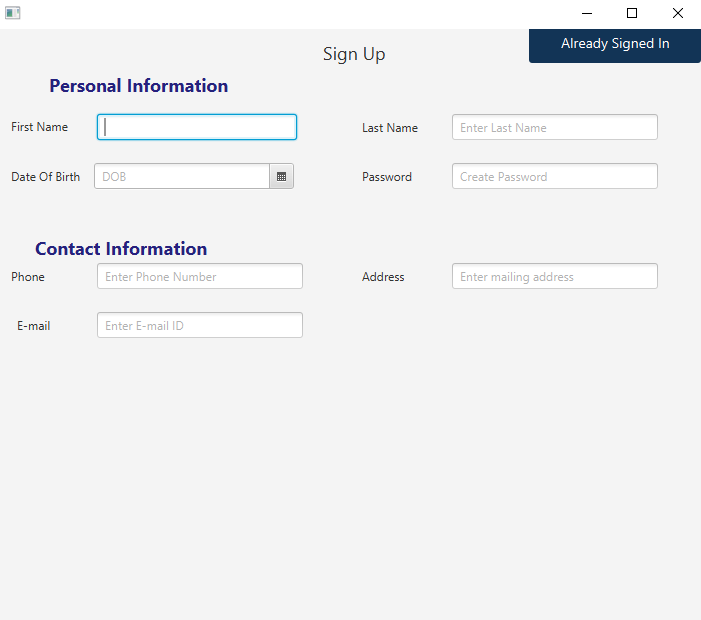 Already Signed In
Sign Up
Personal Information
First Name
Last Name Enter Last Name
Date Of Birth DOB
Password Create Password
Contact Information
Phone Enter Phone Number
Address Enter mailing address
E-mail Enter E-mail ID